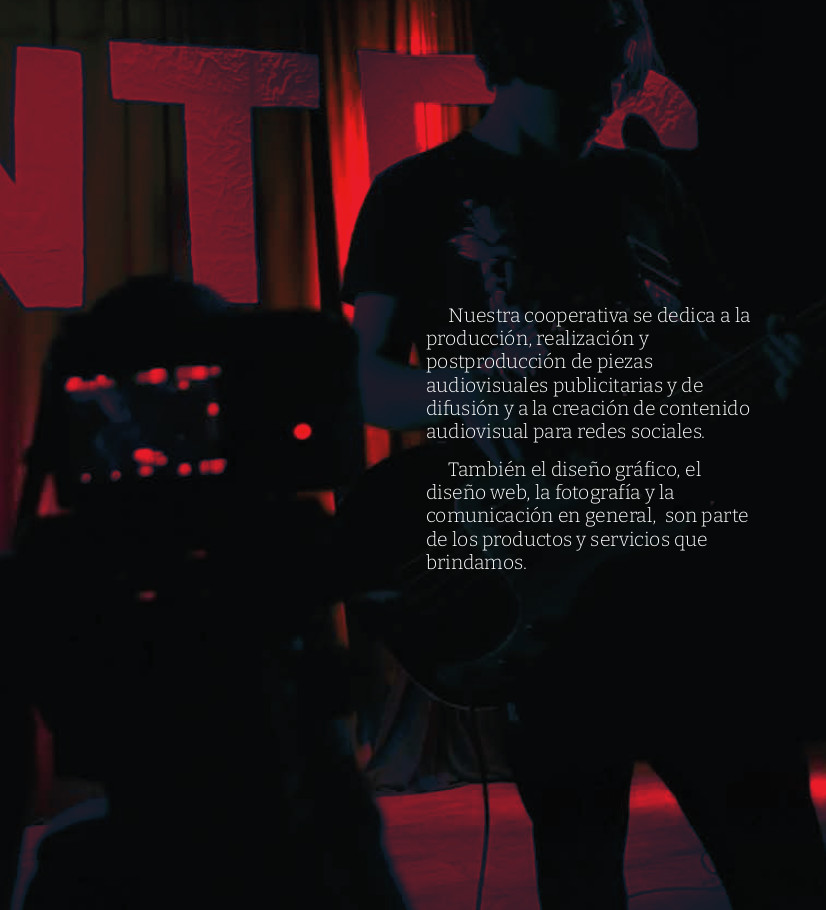 NTES
Nuestra cooperativa se dedica a la
producción, realización y
postproducción de piezas
audiovisuales publicitarias y de
difusión y a la creación de contenido
audiovisual para redes sociales.
También el diseño gráfico, el
diseño web, la fotografía y la
comunicación en general,  son parte
de los productos y servicios que
brindamos.